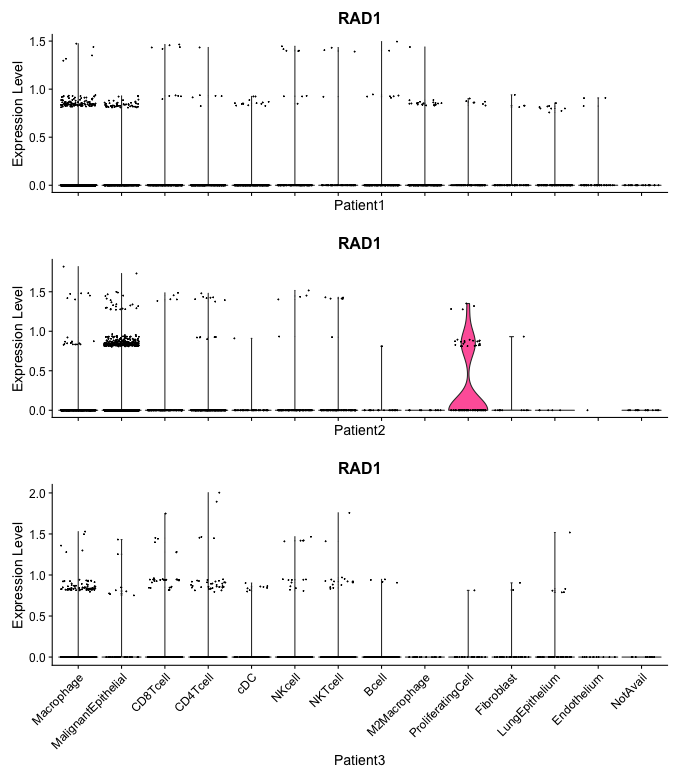 RAD1
Expression Level
1.5
1.0
0.5
0.0
Patient1
RAD1
Expression Level
1.5
1.0
0.5
0.0
Patient2
RAD1
Expression Level
2.0
1.5
1.0
0.5
0.0
Macrophage
MalignantEpithelial
CD8Tcell
CD4Tcell
cDC
NKcell
NKTcell
Bcell
M2Macrophage
ProliferatingCell
Fibroblast
LungEpithelium
Endothelium
NotAvail
Patient3